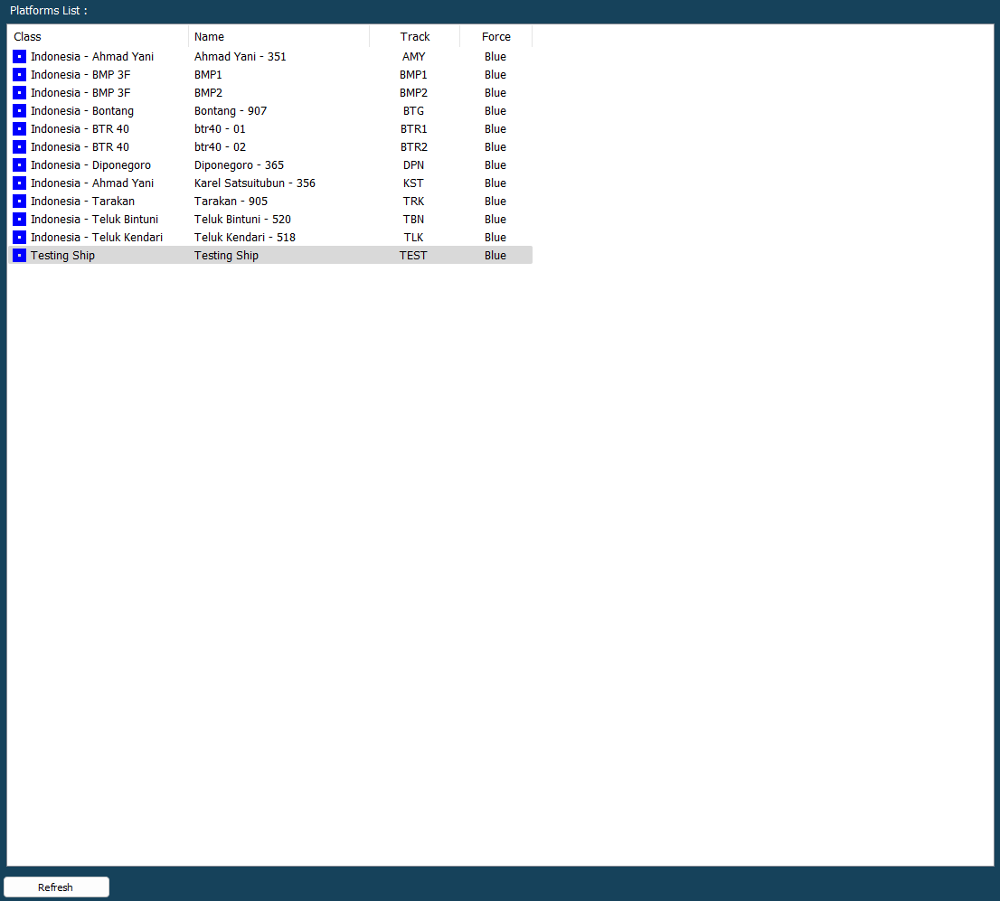 Platforms List :
Class Name Track Force
Indonesia - Ahmad Yani Ahmad Yani - 351 AMY Blue
Indonesia - BMP 3F BMP1 BMP1 Blue
Indonesia - BMP 3F BMP2 BMP2 Blue
Indonesia - Bontang Bontang - 907 BTG Blue
Indonesia - BTR 40 btr40 - 01 BTR1 Blue
Indonesia - BTR 40 btr40 - 02 BTR2 Blue
Indonesia - Diponegoro Diponegoro - 365 DPN Blue
Indonesia - Ahmad Yani Karel Satsuitubun - 356 KST Blue
Indonesia - Tarakan Tarakan - 905 TRK Blue
Indonesia - Teluk Bintuni Teluk Bintuni - 520 TBN Blue
Indonesia - Teluk Kendari Teluk Kendari - 518 TLK Blue
Testing Ship Testing Ship TEST Blue
Refresh